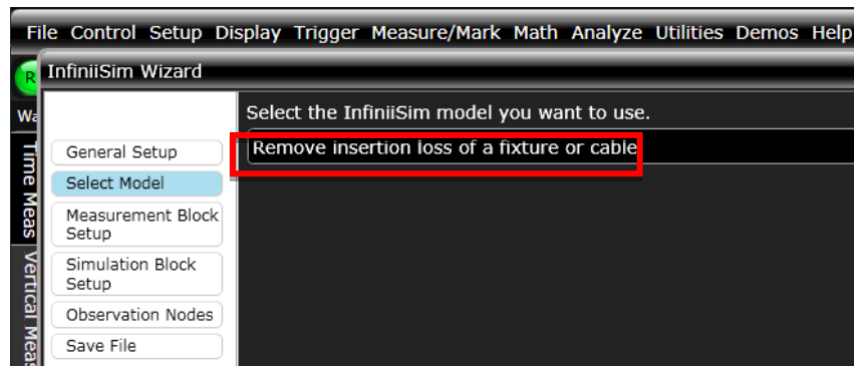 File Control Setup Display Trigger Measure/Mark Math Analyze Utilities Demos Help
R
InfiniiSim Wizard
Wa
Select the InfiniiSim model you want to use.
Remove insertion loss of a fixture or cable
General Setup
Select Model
Measurement Block
Setup
Simulation Block
Setup
Observation Nodes
Save File
Time Meas
Vertical Meas